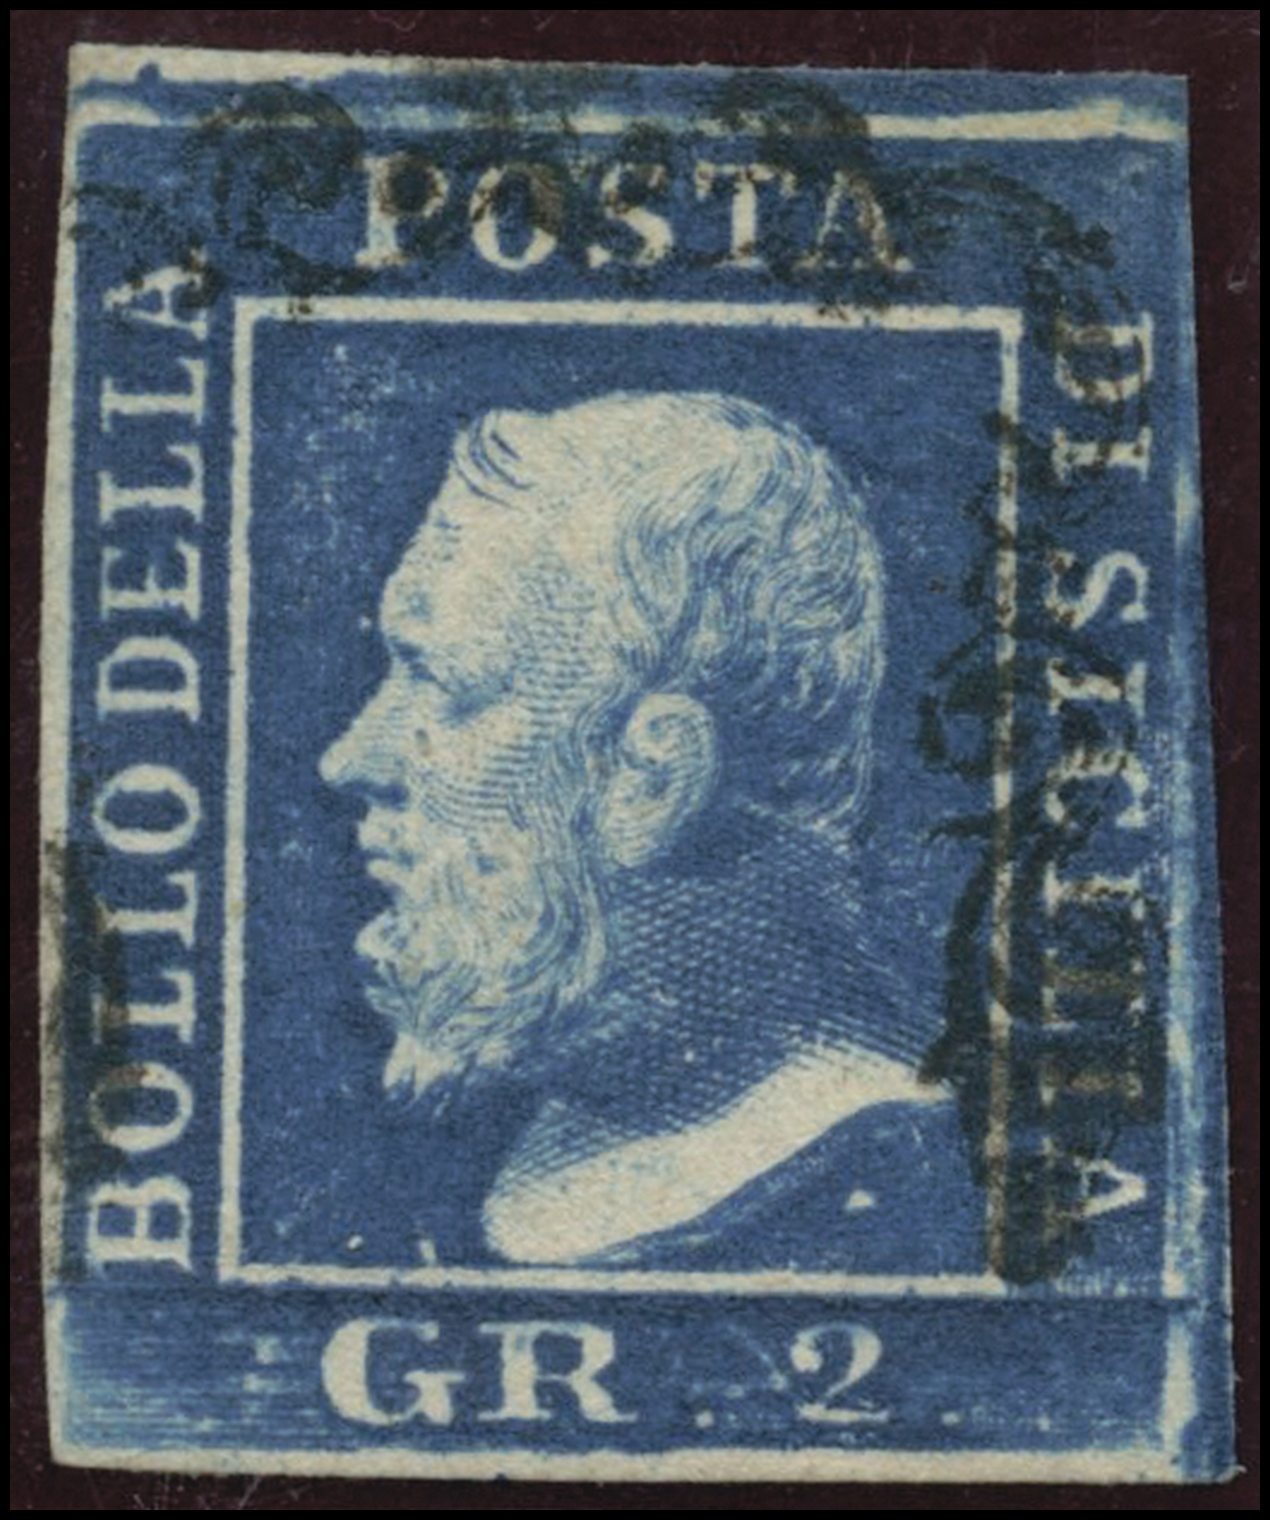 BOLLO DELLA
POSTA
DI SICILIA
GR. 2.